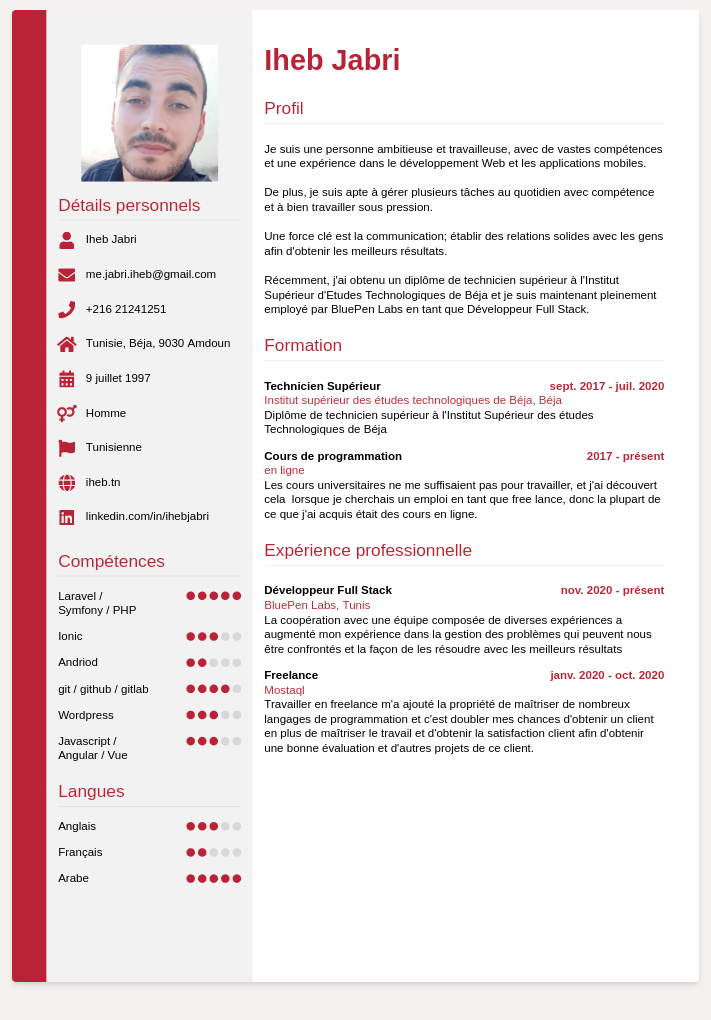 Détails personnels
Iheb Jabri
me.jabri.iheb@gmail.com
+216 21241251
Tunisie, Béja, 9030 Amdoun
9 juillet 1997
Homme
Tunisienne
iheb.tn
linkedin.com/in/ihebjabri
Compétences
Laravel /
Symfony / PHP
Ionic
Andriod
git / github / gitlab
Wordpress
Javascript /
Angular / Vue
Langues
Anglais
Français
Arabe
Iheb Jabri
Profil
Je suis une personne ambitieuse et travailleuse, avec de vastes compétences
et une expérience dans le développement Web et les applications mobiles.
De plus, je suis apte à gérer plusieurs tâches au quotidien avec compétence
et à bien travailler sous pression.
Une force clé est la communication; établir des relations solides avec les gens
afin d'obtenir les meilleurs résultats.
Récemment, j'ai obtenu un diplôme de technicien supérieur à l'Institut
Supérieur d'Etudes Technologiques de Béja et je suis maintenant pleinement
employé par BluePen Labs en tant que Développeur Full Stack.
Formation
Technicien Supérieur sept. 2017 - juil. 2020
Institut supérieur des études technologiques de Béja, Béja
Diplôme de technicien supérieur à l'Institut Supérieur des études
Technologiques de Béja
Cours de programmation 2017 - présent
en ligne
Les cours universitaires ne me suffisaient pas pour travailler, et j'ai découvert
cela  lorsque je cherchais un emploi en tant que free lance, donc la plupart de
ce que j'ai acquis était des cours en ligne.
Expérience professionnelle
Développeur Full Stack nov. 2020 - présent
BluePen Labs, Tunis
La coopération avec une équipe composée de diverses expériences a
augmenté mon expérience dans la gestion des problèmes qui peuvent nous
être confrontés et la façon de les résoudre avec les meilleurs résultats
Freelance janv. 2020 - oct. 2020
Mostaql
Travailler en freelance m'a ajouté la propriété de maîtriser de nombreux
langages de programmation et c'est doubler mes chances d'obtenir un client
en plus de maîtriser le travail et d'obtenir la satisfaction client afin d'obtenir
une bonne évaluation et d'autres projets de ce client.